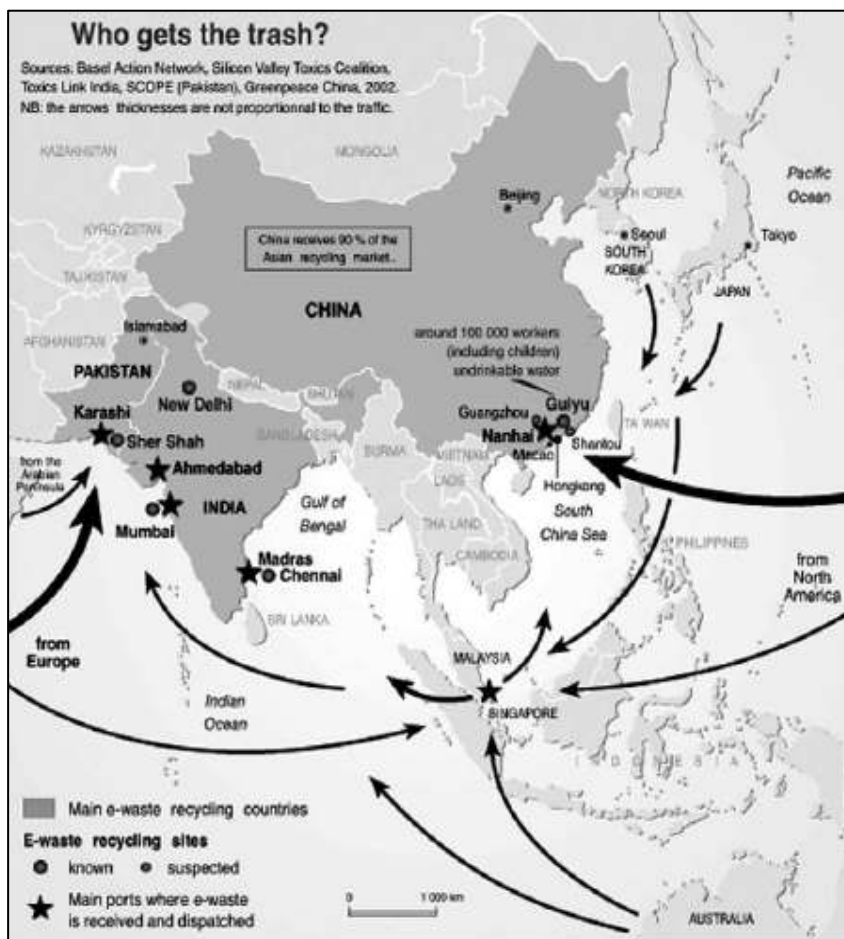 Who gets the trash?
Sources: Basel Action Network, Silicon Valley Toxics Coalition,
Toxics Link India, SCOPE (Pakistan), Greenpeace China, 2002.
NB: the arrows thicknesses are not proportionnal to the traffic.
KAZAKHSTAN
MONGOLIA
Pacific
Ocean
Beijing
NORTH KOREA
KYRGYZSTAN
Seoul
Tokyo
SOUTH
KOREA
China receives 90 % of the
Asian recycling market..
TAJIKISTAN
JAPAN
CHINA
Islamabad
AFGHANISTAN
around 100 000 workers
(including children)
undrinkable water
PAKISTAN
NEPAL
BHUTAN
New Delhi
Karashi
Guangzhou
Guiyu
TA WAN
BANGLADESH
Sher Shah
Nanhai
Shantou
BURMA
VIETNAM
Macao
from the
Arabian
Peninsula
Ahmedabad
LAOS
Hongkong
INDIA
Gulf of
Bengal
South
China Sea
Mumbai
THA LAND
PHILIPPINES
CAMBODIA
Madras
Chennai
from
North
America
SRI LANKA
from
Europe
MALAYSIA
Indian
Ocean
SINGAPORE
INDONESIA
Main e-waste recycling countries
E-waste recycling sites
known
suspected
Main ports where e-waste
is received and dispatched
0
1 000 km
AUSTRALIA